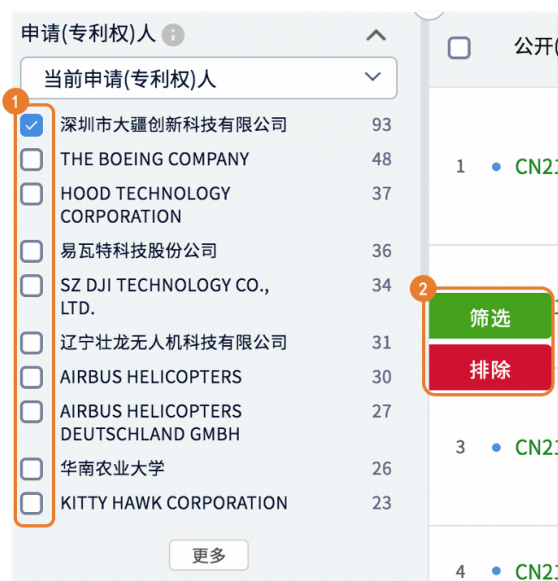 申请(专利权)人
当前申请(专利权)人
1
深圳市大疆创新科技有限公司 93
THE BOEING COMPANY 48
HOOD TECHNOLOGY 37
CORPORATION
易瓦特科技股份公司 36
SZ DJI TECHNOLOGY CO., 34
LTD.
辽宁壮龙无人机科技有限公司 31
AIRBUS HELICOPTERS 30
AIRBUS HELICOPTERS 27
DEUTSCHLAND GMBH
华南农业大学 26
KITTY HAWK CORPORATION 23
更多
公开(
1 CN21
2
筛选
排除
3 CN21
4 CN21